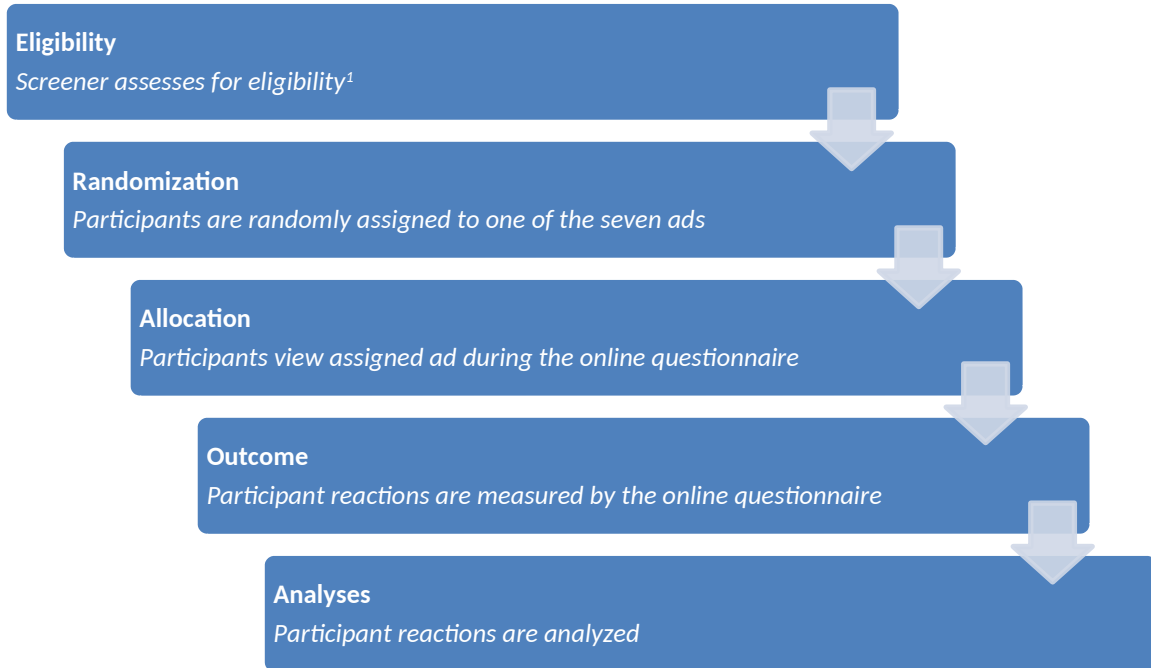 Eligibility
Screener assesses for eligibility¹
Randomization
Participants are randomly assigned to one of the seven ads
Allocation
Participants view assigned ad during the online questionnaire
Outcome
Participant reactions are measured by the online questionnaire
Analyses
Participant reactions are analyzed